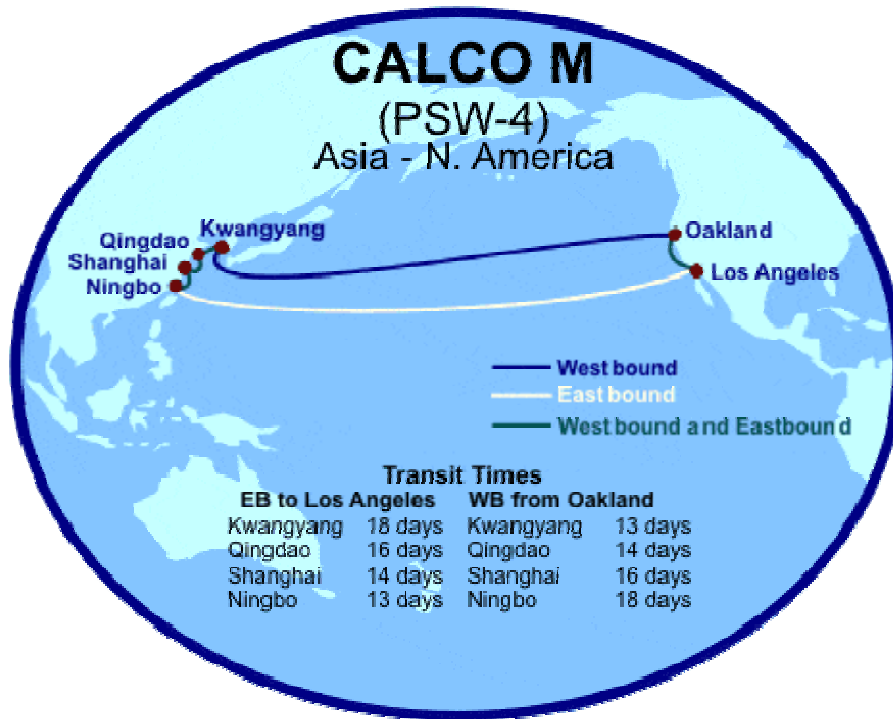 CALCO M
(PSW-4)
Asia - N. America
Kwangyang
Qingdao
Shanghai
Ningbo
Oakland
Los Angeles
West bound
East bound
West bound and Eastbound
Transit Times
EB to Los Angeles WB from Oakland
Kwangyang 18 days Kwangyang 13 days
Qingdao 16 days Qingdao 14 days
Shanghai 14 days Shanghai 16 days
Ningbo 13 days Ningbo 18 days